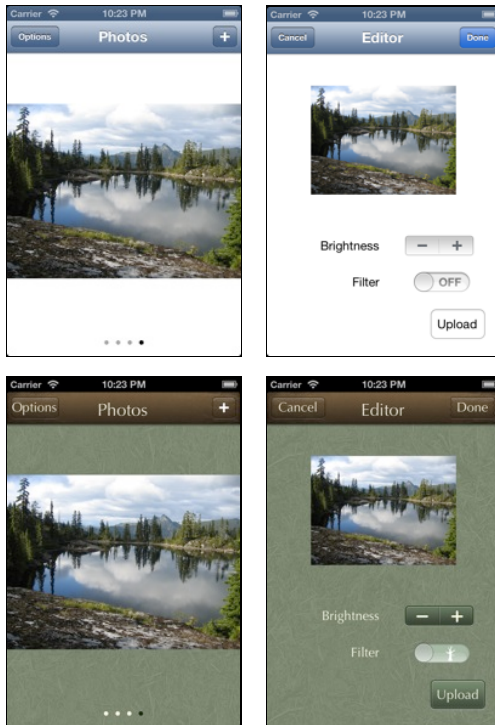 Carrier 10:23 PM
Options Photos +
Carrier 10:23 PM
Cancel Editor Done
Brightness − +
Filter OFF
Upload
Carrier 10:23 PM
Options Photos +
Carrier 10:23 PM
Cancel Editor Done
Brightness − +
Filter
Upload